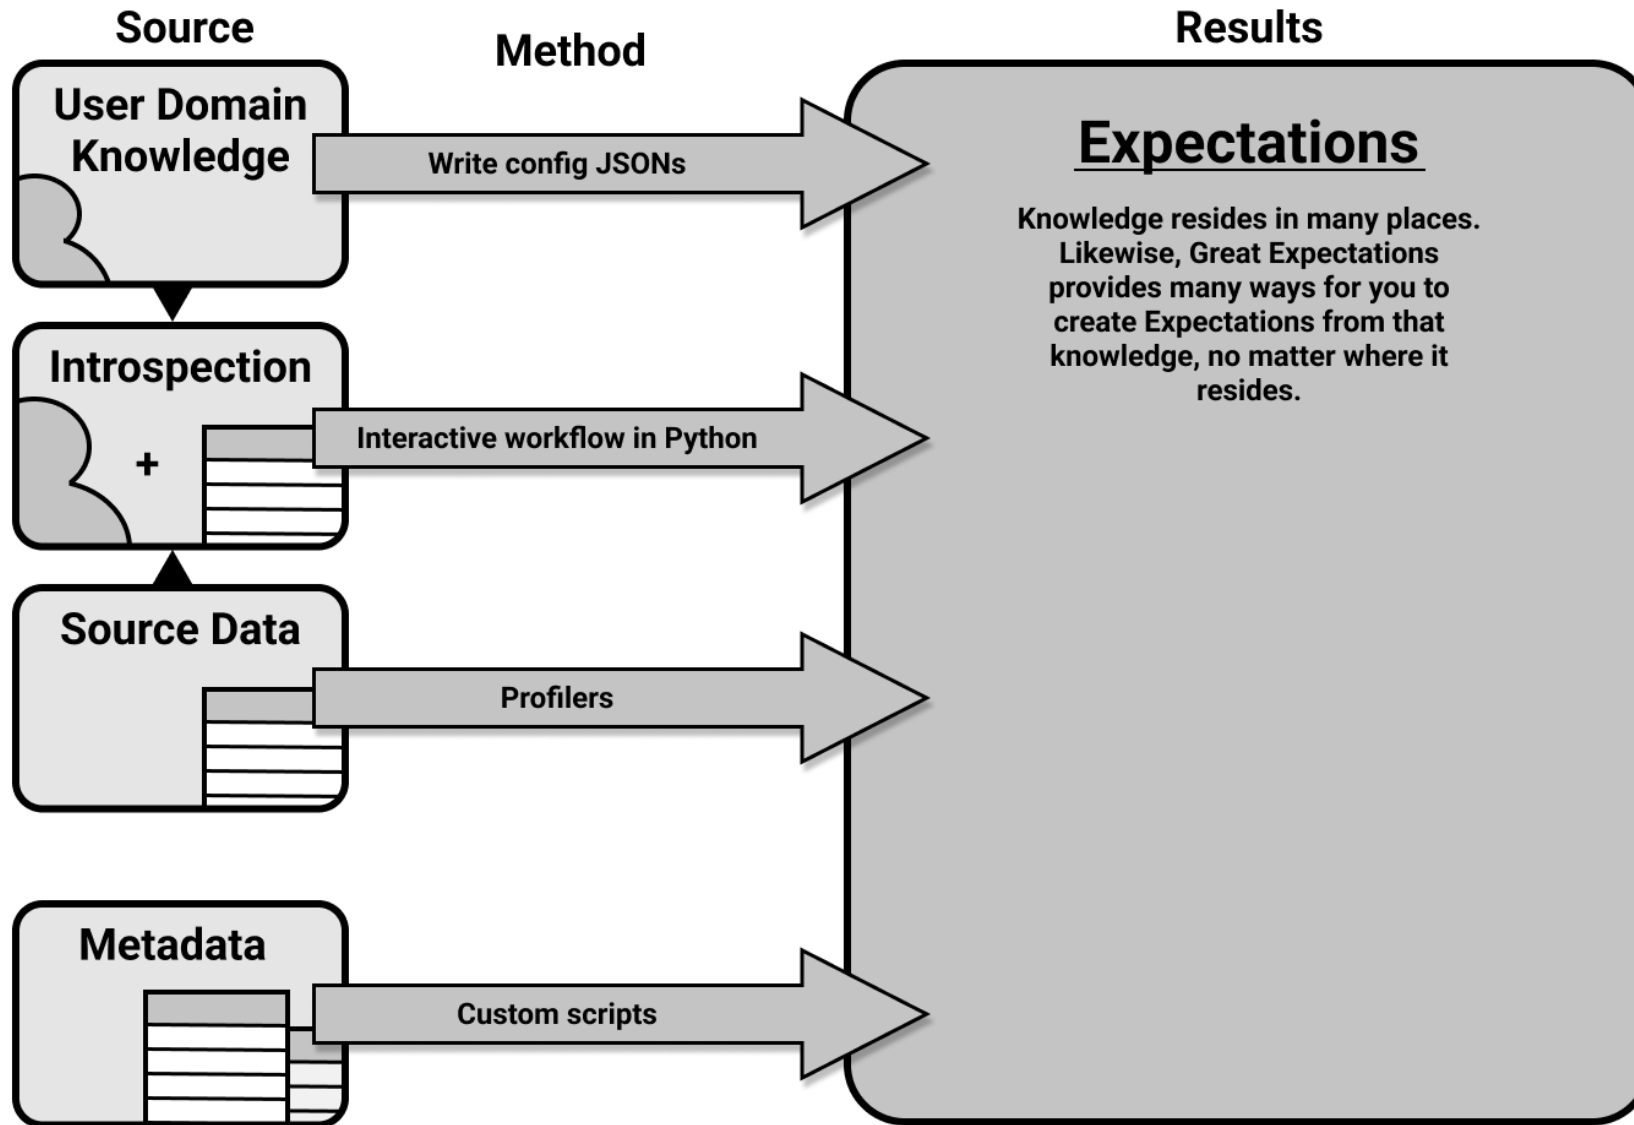 Source
Method
Results
User Domain
Knowledge
Write config JSONs
Expectations
Knowledge resides in many places.
Likewise, Great Expectations
provides many ways for you to
create Expectations from that
knowledge, no matter where it
resides.
Introspection
+
Interactive workflow in Python
Source Data
Profilers
Metadata
Custom scripts